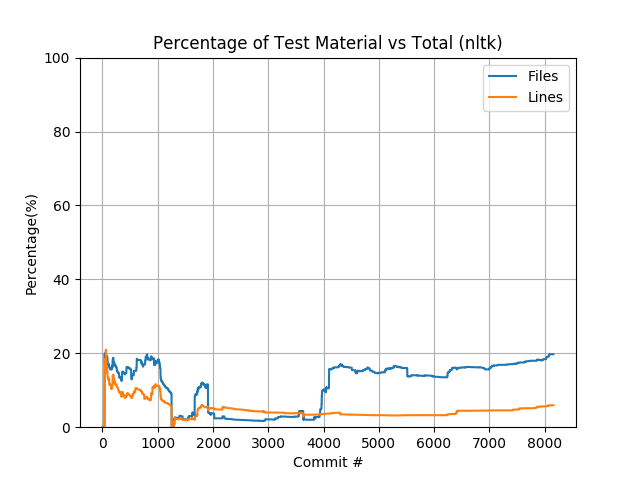 Percentage of Test Material vs Total (nltk)
Files
Lines
100
80
60
40
20
0
Percentage(%)
0 1000 2000 3000 4000 5000 6000 7000 8000
Commit #